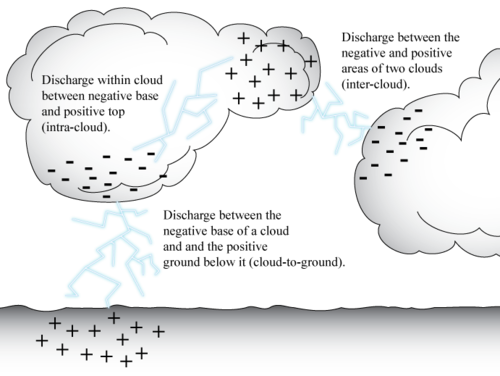 Discharge within cloud
between negative base
and positive top
(intra-cloud).
Discharge between the
negative and positive
areas of two clouds
(inter-cloud).
Discharge between the
negative base of a cloud
and and the positive
ground below it (cloud-to-ground).